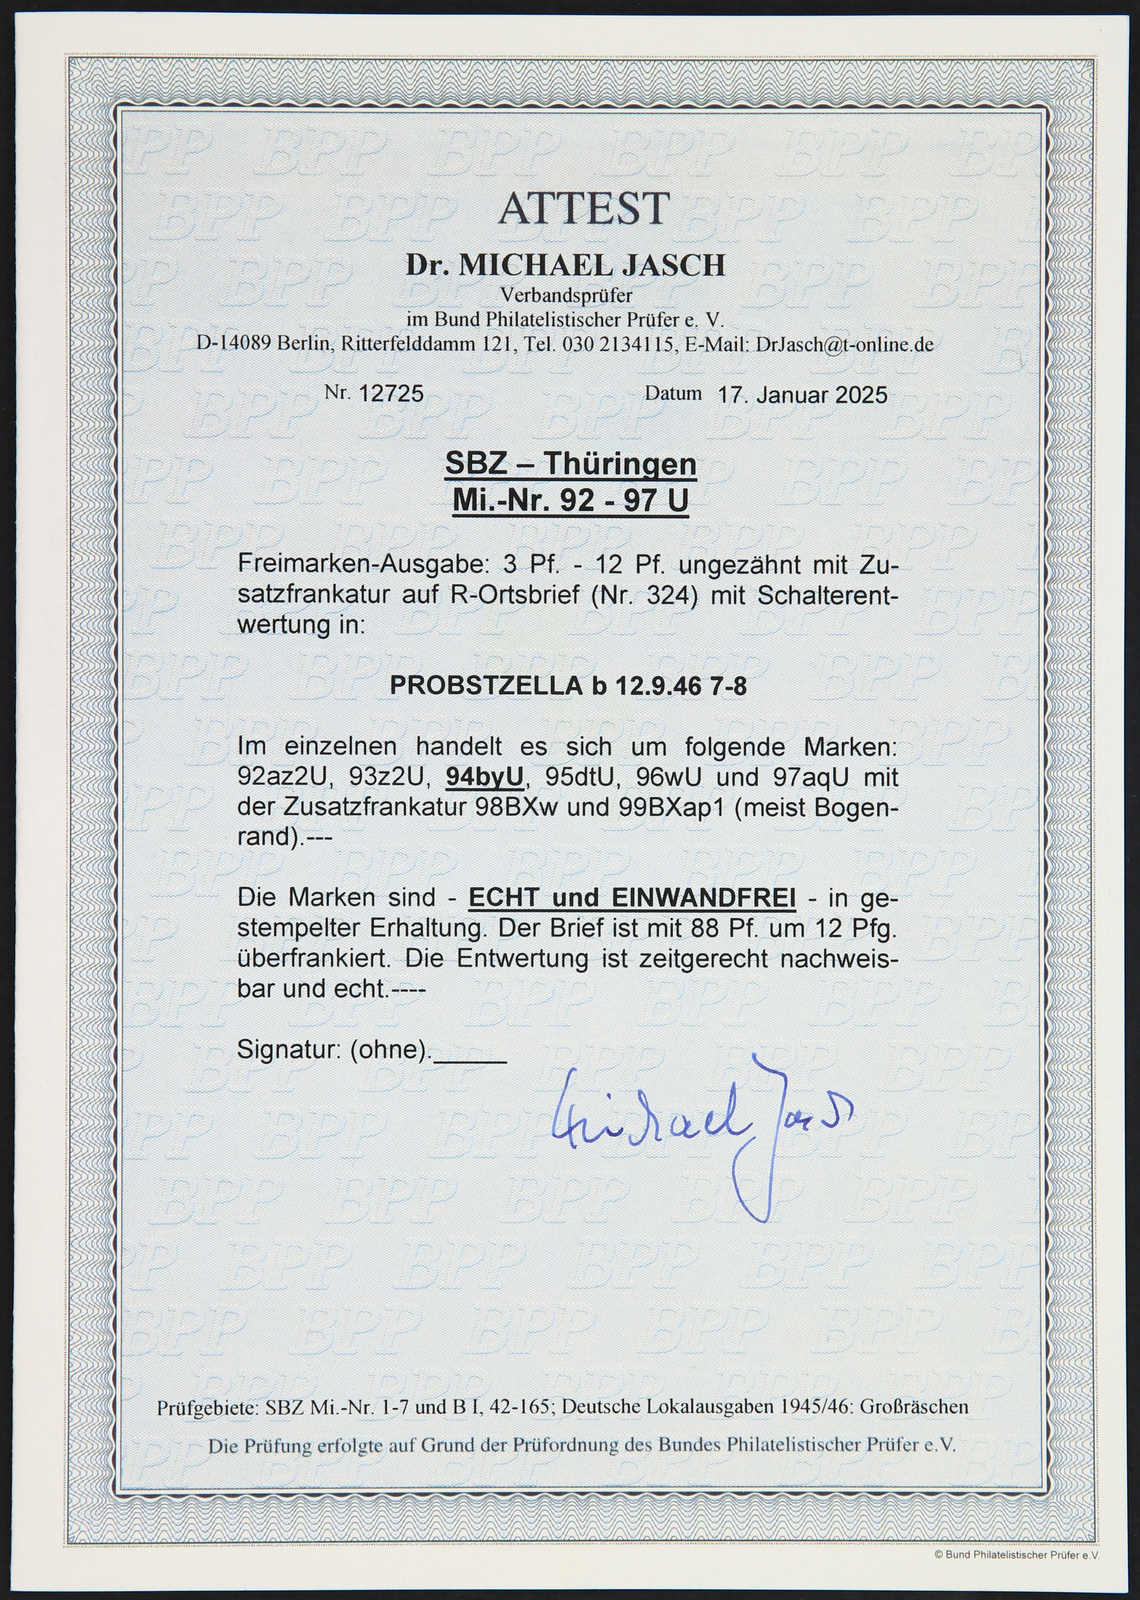 ATTEST
Dr. MICHAEL JASCH
Verbandsprüfer
im Bund Philatelistischer Prüfer e. V.
D-14089 Berlin, Ritterfelddamm 121, Tel. 030 2134115, E-Mail: DrJasch@t-online.de
Nr. 12725 Datum 17. Januar 2025
SBZ – Thüringen
Mi.-Nr. 92 - 97 U
Freimarken-Ausgabe: 3 Pf. - 12 Pf. ungezähnt mit Zu-
satzfrankatur auf R-Ortsbrief (Nr. 324) mit Schalterent-
wertung in:
PROBSTZELLA b 12.9.46 7-8
Im einzelnen handelt es sich um folgende Marken:
92az2U, 93z2U, 94byU, 95dtU, 96wU und 97aqU mit
der Zusatzfrankatur 98BXw und 99BXap1 (meist Bogen-
rand).---
Die Marken sind - ECHT und EINWANDFREI - in ge-
stempelter Erhaltung. Der Brief ist mit 88 Pf. um 12 Pfg.
überfrankiert. Die Entwertung ist zeitgerecht nachweis-
bar und echt.----
Signatur: (ohne).
Michael Jasch
Prüfgebiete: SBZ Mi.-Nr. 1-7 und B I, 42-165; Deutsche Lokalausgaben 1945/46: Großräschen
Die Prüfung erfolgte auf Grund der Prüfordnung des Bundes Philatelistischer Prüfer e.V.
© Bund Philatelistischer Prüfer e.V.